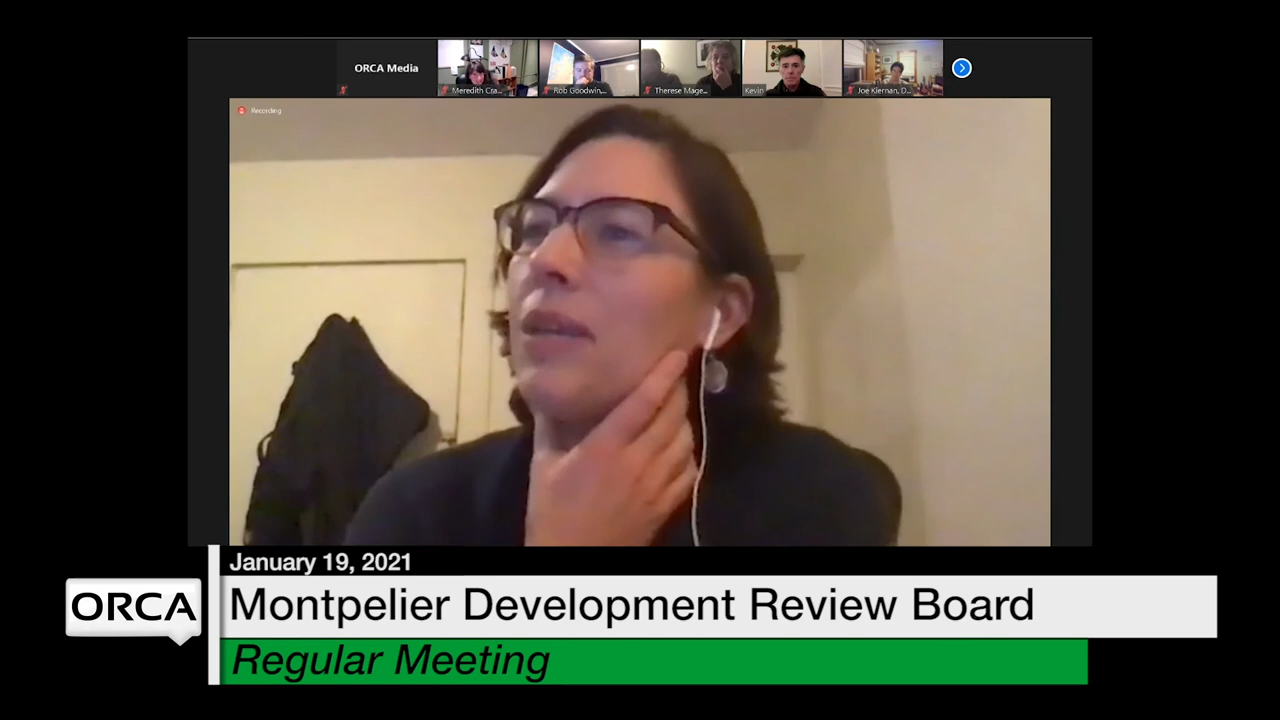 ORCA Media
Meredith Cra...
Rob Goodwin,...
Therese Mage...
Kevin
Joe Kiernan, D...
Recording
January 19, 2021
ORCA
Montpelier Development Review Board
Regular Meeting